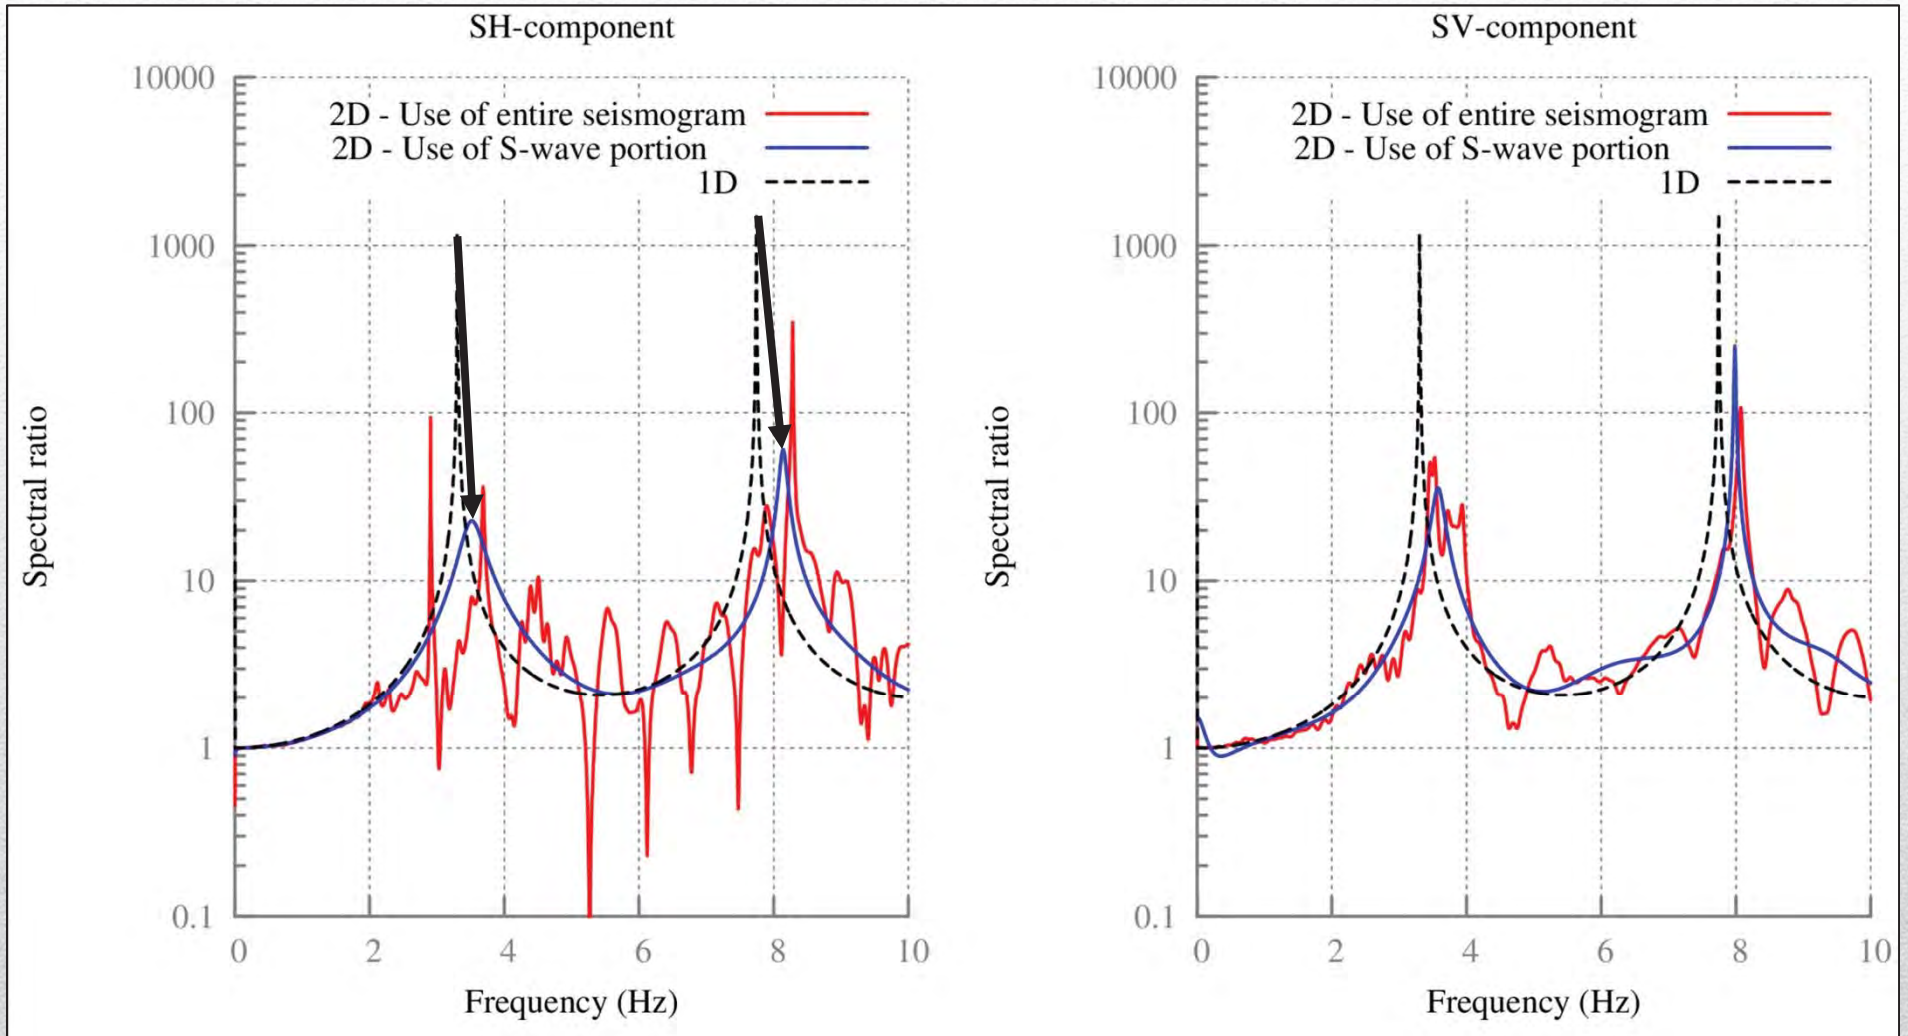 SH-component
10000
1000
100
10
1
0.1
Spectral ratio
2D - Use of entire seismogram
2D - Use of S-wave portion
1D
0 2 4 6 8 10
Frequency (Hz)
SV-component
10000
1000
100
10
1
0.1
Spectral ratio
2D - Use of entire seismogram
2D - Use of S-wave portion
1D
0 2 4 6 8 10
Frequency (Hz)